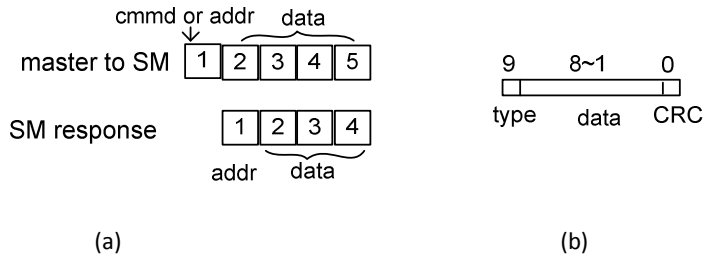 cmmd or addr
data
master to SM 1 2 3 4 5
SM response 1 2 3 4
addr data
(a)
9 8~1 0
type data CRC
(b)